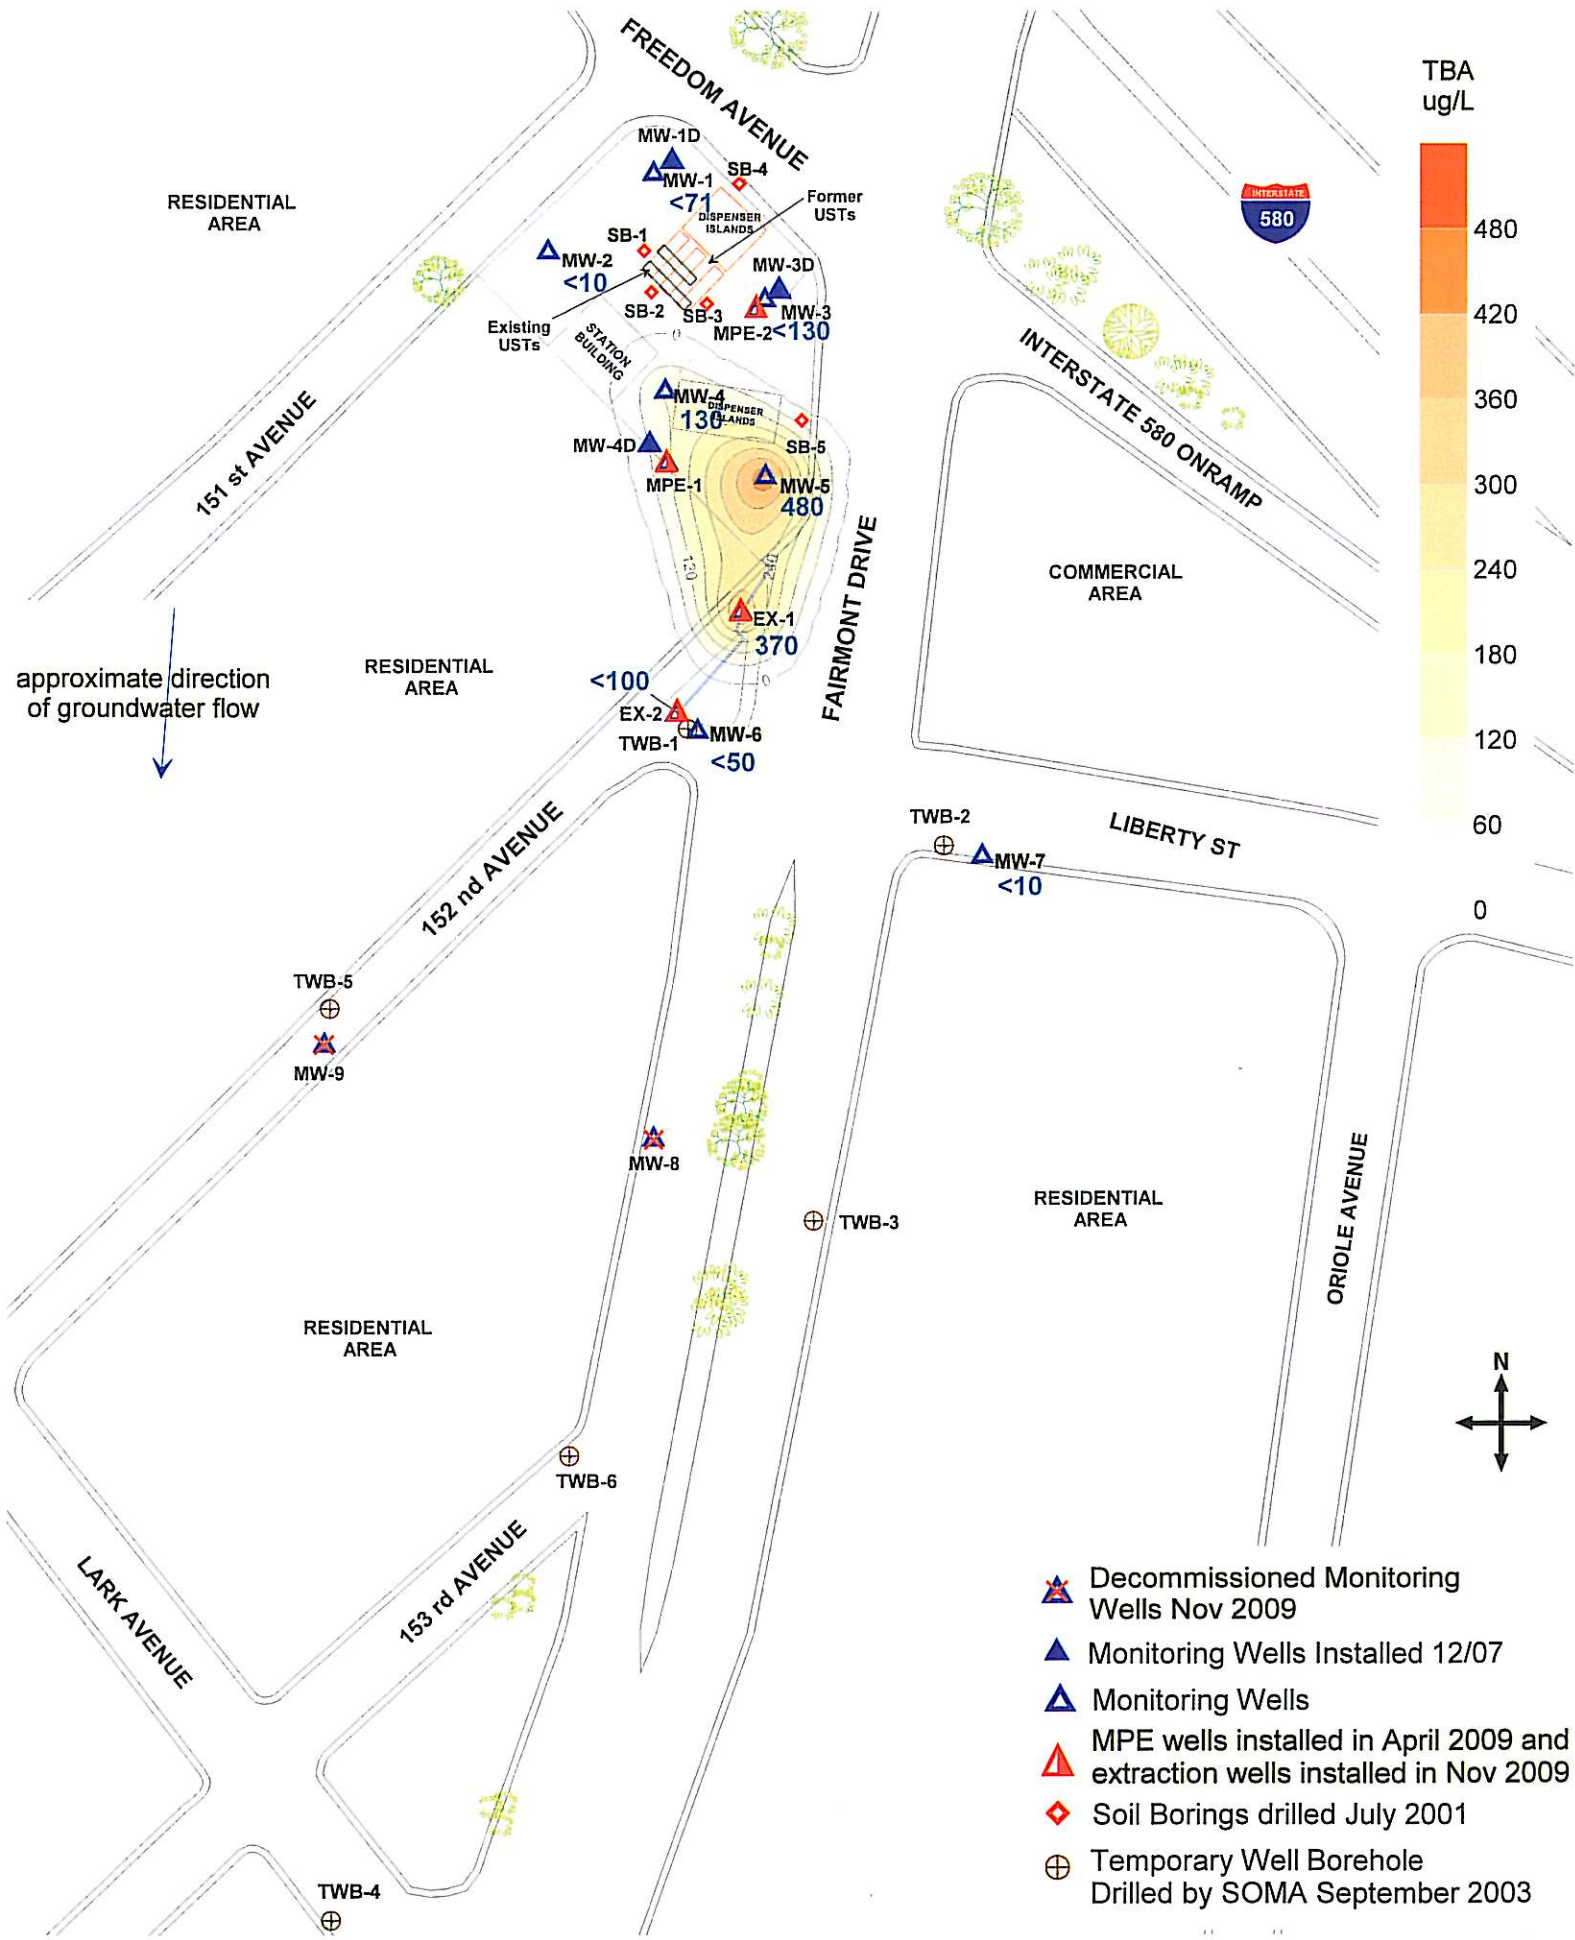 FREEDOM AVENUE
TBA
ug/L
MW-1D
MW-1
<71
SB-4
Former
USTs
DISPENSER
ISLANDS
RESIDENTIAL
AREA
INTERSTATE
580
480
SB-1
MW-2
<10
MW-3D
SB-2
SB-3
MW-3
MPE-2
<130
Existing
USTs
STATION
BUILDING
0
420
INTERSTATE 580 ONRAMP
MW-4
130
DISPENSER
ISLANDS
360
151 st AVENUE
MW-4D
SB-5
MPE-1
MW-5
480
300
120
240
FAIRMONT DRIVE
COMMERCIAL
AREA
240
EX-1
370
RESIDENTIAL
AREA
approximate direction
of groundwater flow
<100
0
180
EX-2
TWB-1
MW-6
<50
120
152 nd AVENUE
TWB-2
LIBERTY ST
60
MW-7
<10
0
TWB-5
MW-9
MW-8
RESIDENTIAL
AREA
TWB-3
ORIOLE AVENUE
RESIDENTIAL
AREA
N
TWB-6
LARK AVENUE
153 rd AVENUE
TWB-4
Decommissioned Monitoring
Wells Nov 2009
Monitoring Wells Installed 12/07
Monitoring Wells
MPE wells installed in April 2009 and
extraction wells installed in Nov 2009
Soil Borings drilled July 2001
Temporary Well Borehole
Drilled by SOMA September 2003